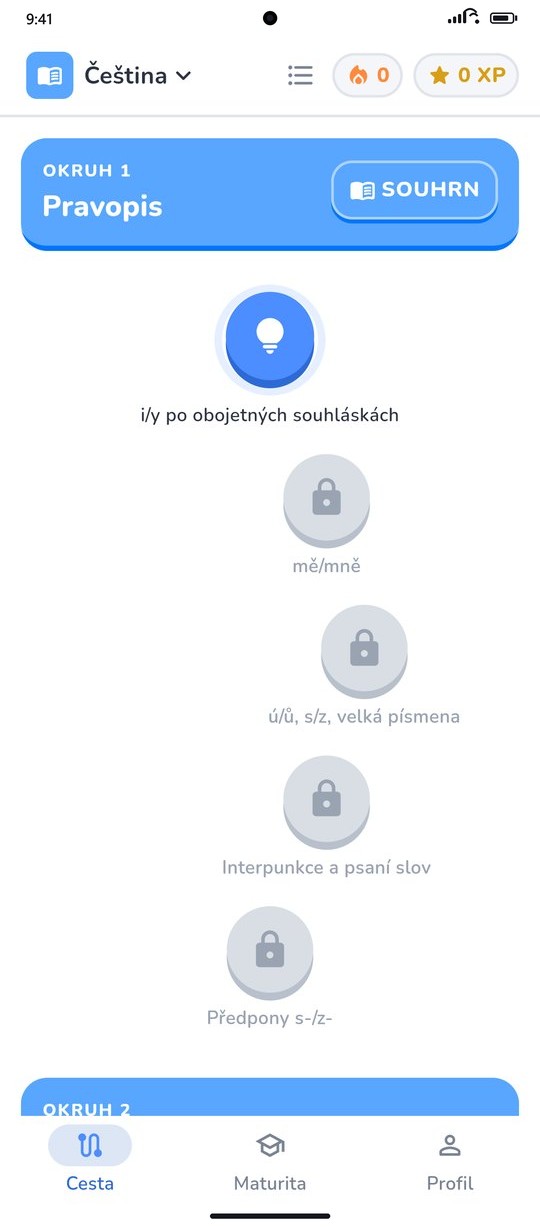 9:41
Čeština
0
0 XP
OKRUH 1
Pravopis
SOUHRN
i/y po obojetných souhláskách
mě/mně
ú/ů, s/z, velká písmena
Interpunkce a psaní slov
Předpony s-/z-
OKRUH 2
Cesta
Maturita
Profil